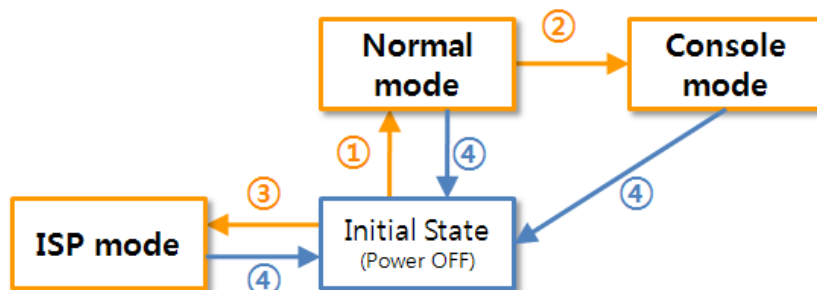 Normal
mode
②
Console
mode
①
④
④
③
ISP mode
Initial State
(Power OFF)
④